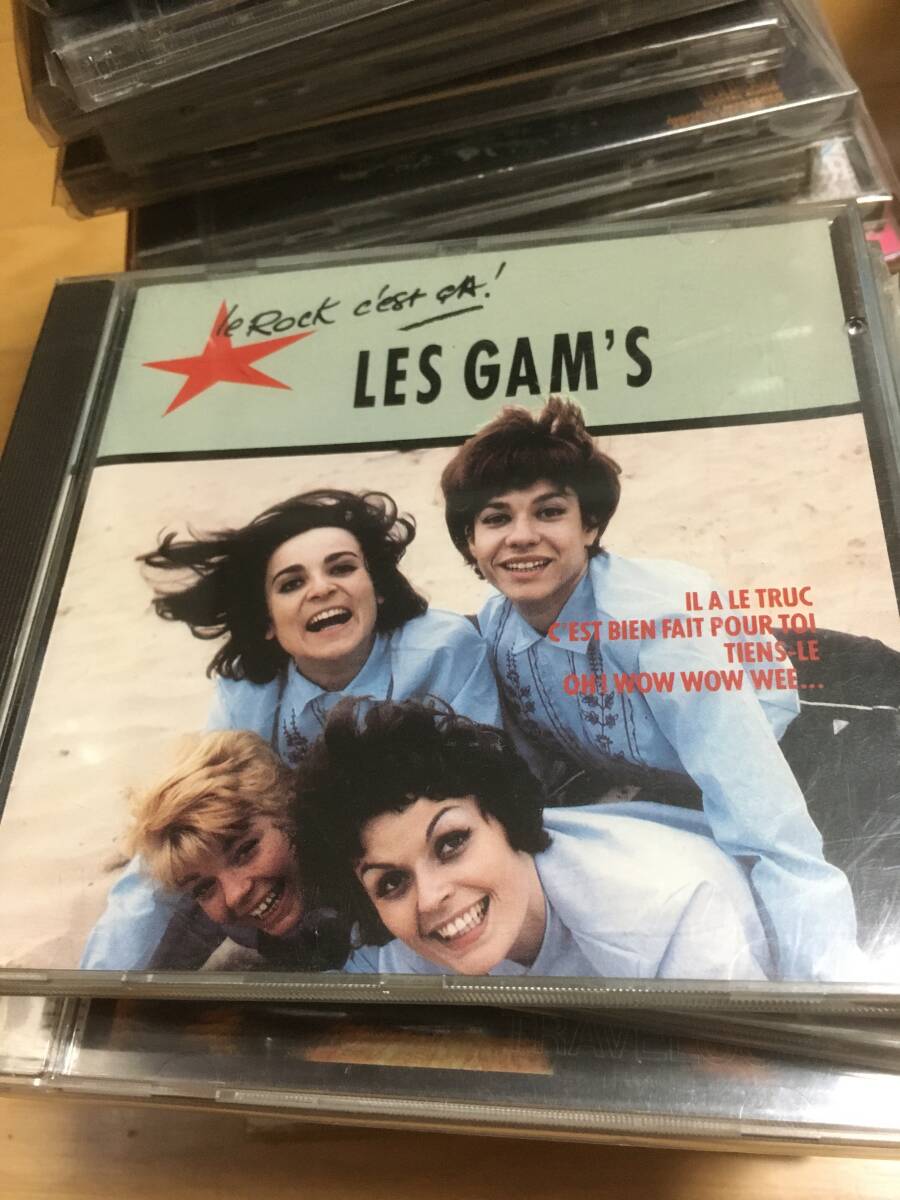 le ROCK c'est ÇA!
LES GAM'S
IL A LE TRUC
C'EST BIEN FAIT POUR TOI
TIENS-LE
OH! WOW WOW WEE...